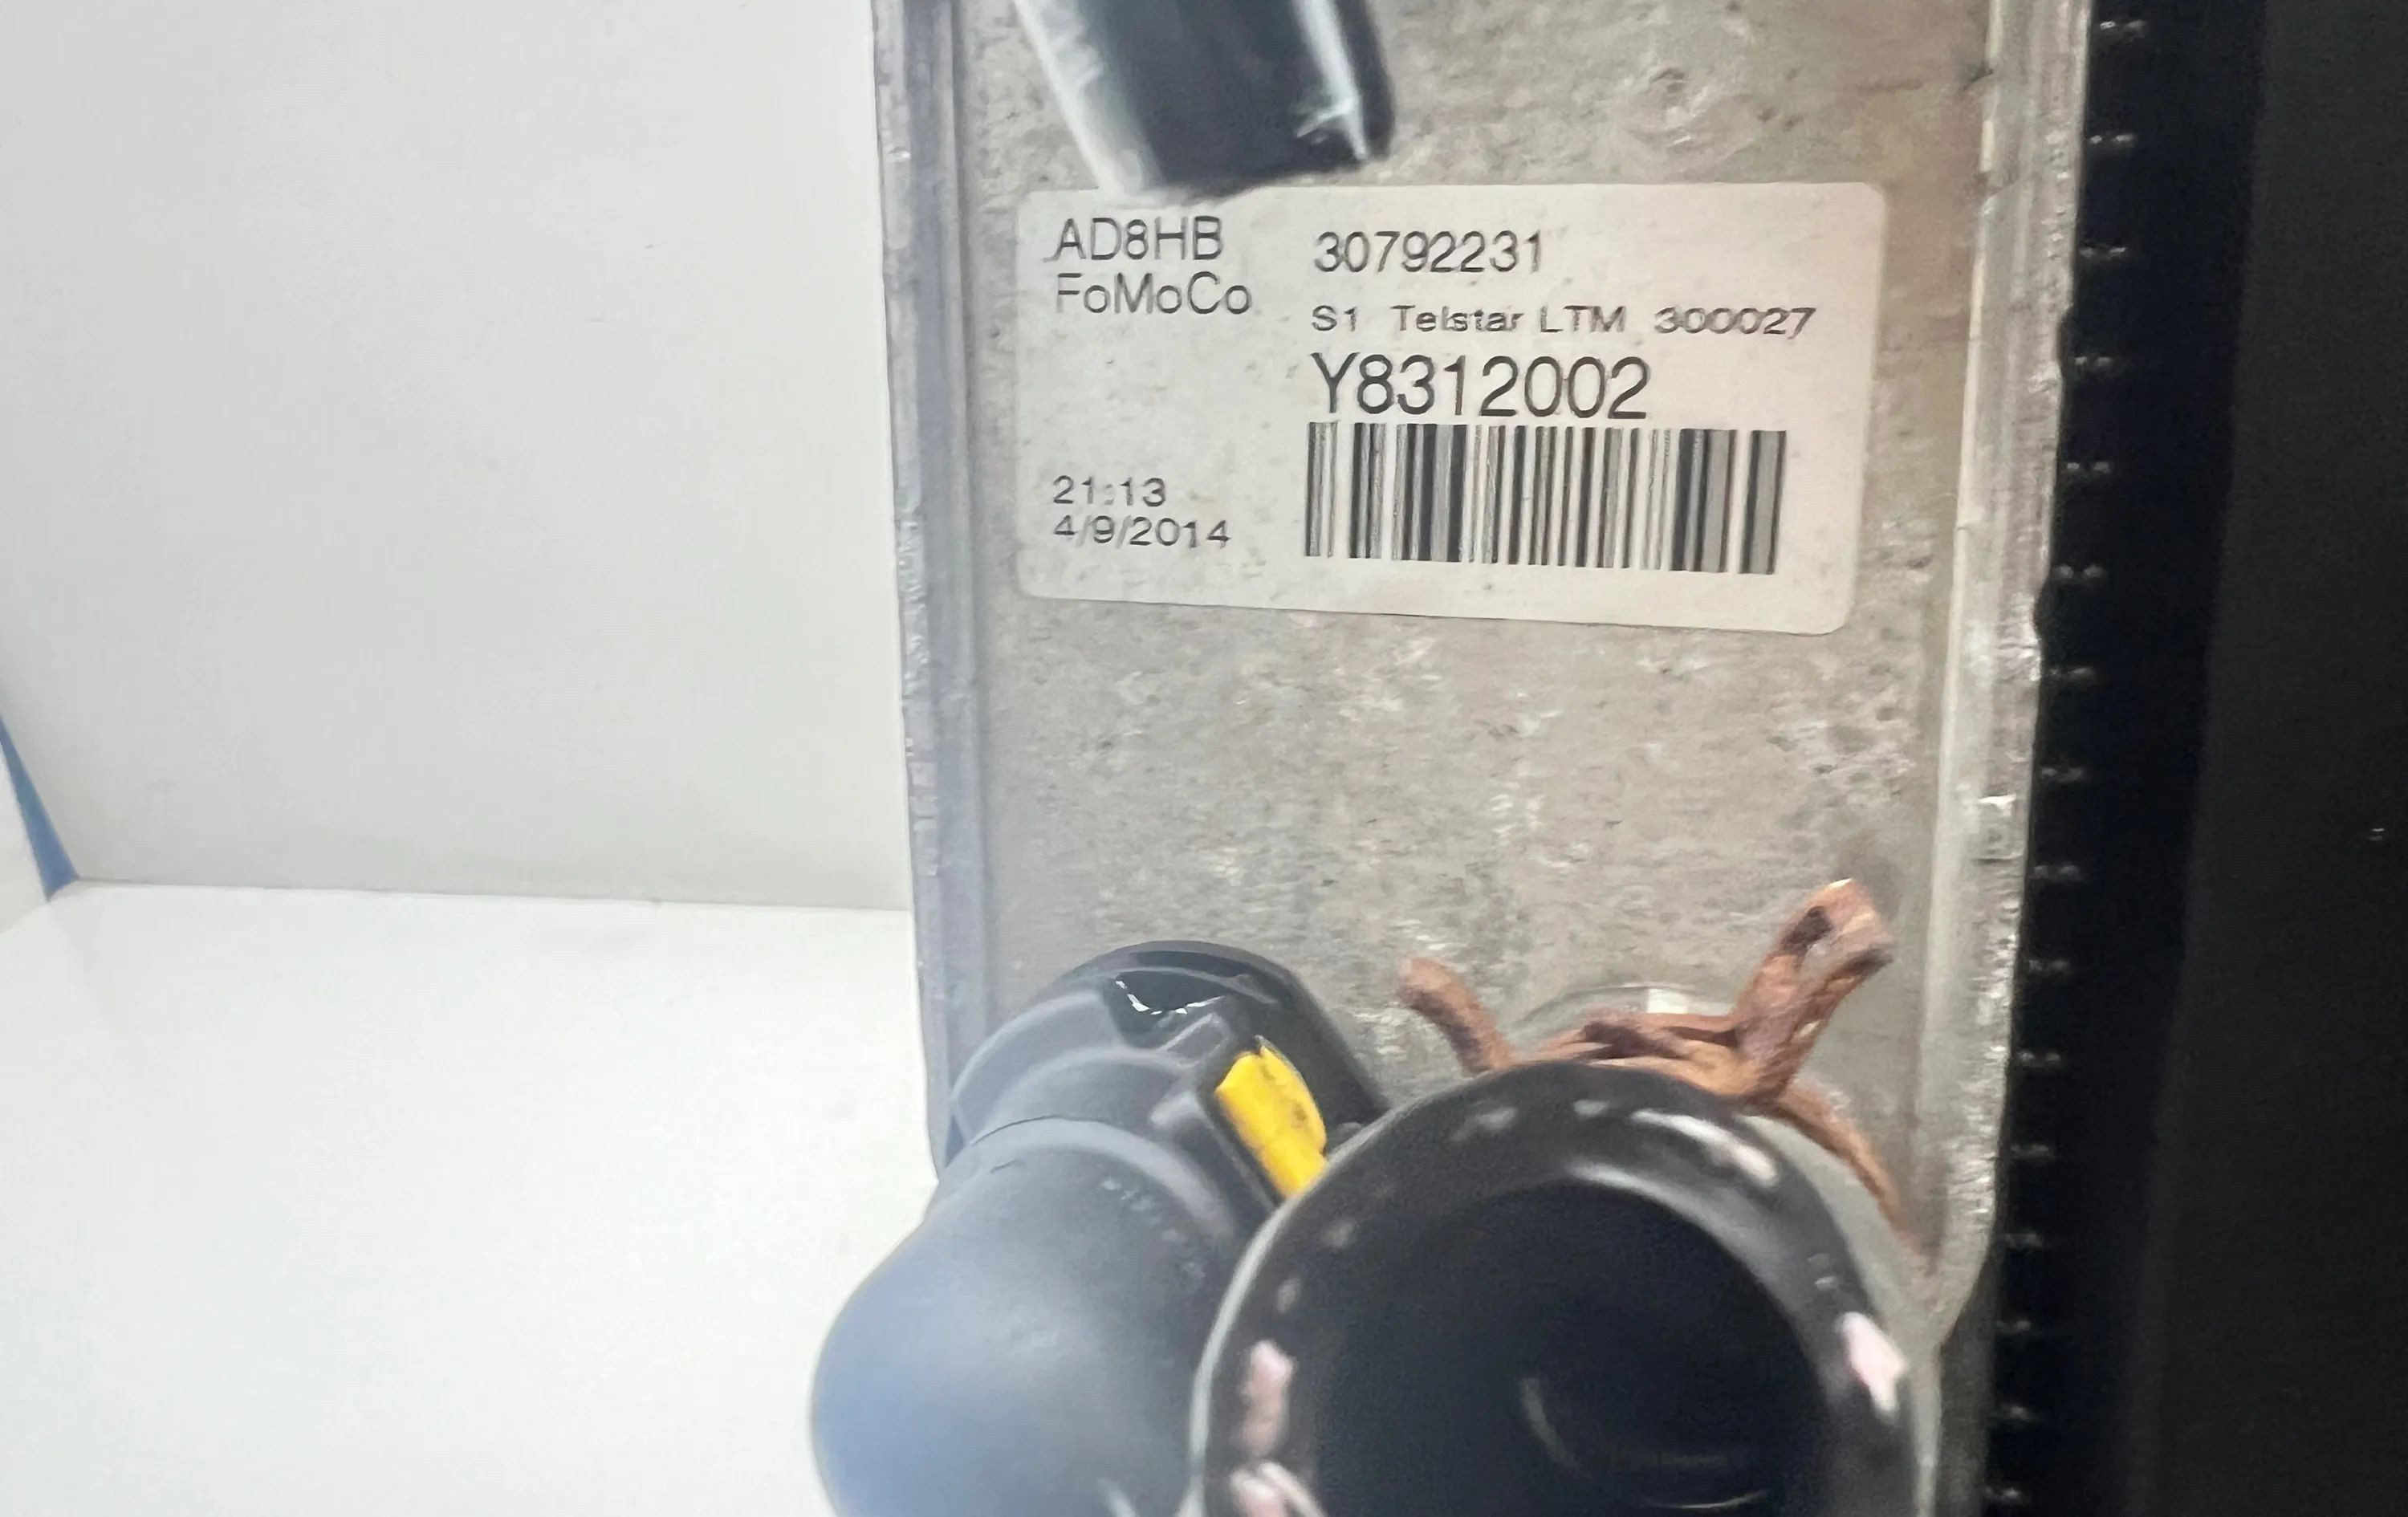 AD8HB
FoMoCo
30792231
S1 Telstar LTM 300027
Y8312002
21:13
4/9/2014